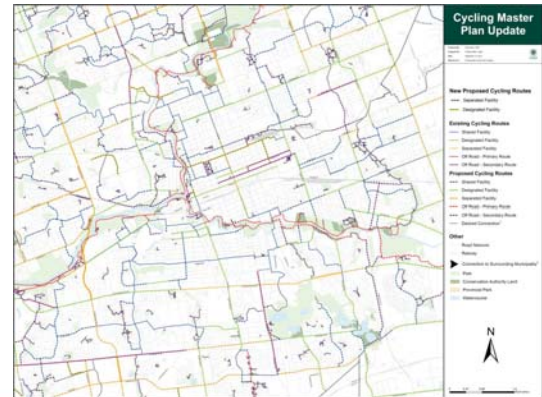 Cycling Master
Plan Update
New Proposed Cycling Routes
Separated Facility
Designated Facility
Existing Cycling Routes
Shared Facility
Designated Facility
Separated Facility
Off Road - Primary Route
Off Road - Secondary Route
Proposed Cycling Routes
Shared Facility
Designated Facility
Separated Facility
Off Road - Primary Route
Off Road - Secondary Route
Desired Connection
Other
Road Network
Railway
Connection to Surrounding Municipality
Park
Conservation Authority Land
Provincial Park
Waterbodies
N